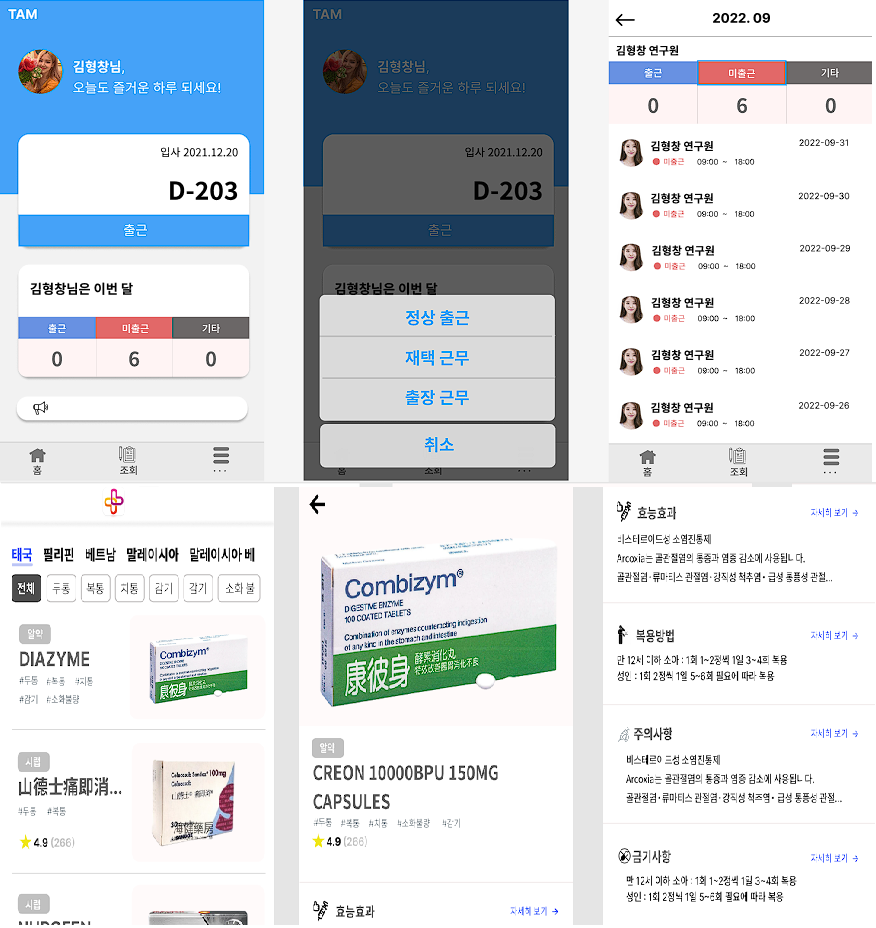 TAM
김형창님,
오늘도 즐거운 하루 되세요!
입사 2021.12.20
D-203
출근
김형창님은 이번 달
출근 미출근 기타
0 6 0
홈 조회 ...
TAM
김형창님,
오늘도 즐거운 하루 되세요!
입사 2021.12.20
D-203
출근
김형창님은 이번 달
정상 출근
재택 근무
출장 근무
취소
홈 조회 ...
2022. 09
김형창 연구원
출근 미출근 기타
0 6 0
김형창 연구원 2022-09-31
미출근 09:00 ~ 18:00
김형창 연구원 2022-09-30
미출근 09:00 ~ 18:00
김형창 연구원 2022-09-29
미출근 09:00 ~ 18:00
김형창 연구원 2022-09-28
미출근 09:00 ~ 18:00
김형창 연구원 2022-09-27
미출근 09:00 ~ 18:00
김형창 연구원 2022-09-26
미출근 09:00 ~ 18:00
홈 조회 ...
태국 필리핀 베트남 말레이시아 말레이시아 베
전체 두통 복통 치통 감기 감기 소화 불
알약
DIAZYME
#두통 #복통 #치통
#감기 #소화불량
Combizym®
康彼身
시럽
山德士痛即消...
#두통 #복통
4.9 (266)
100mg
海健藥房
시럽
Combizym®
DIGESTIVE ENZYME
100 COATED TABLETS
Combination of enzymes counteracting indigestion
of any kind in the stomach and intestine
康彼身 酵素消化丸
特效改善腸胃消化不良
알약
CREON 10000BPU 150MG
CAPSULES
#두통 #복통 #치통 #소화불량 #감기
4.9 (266)
효능효과 자세히 보기 →
효능효과 자세히 보기 →
비스테르이드성 소염진통제
Arcoxia는 골관절염의 통증과 염증 감소에 사용됩니다.
골관절염·류마티스 관절염·강직성 척추염· 급성 통풍성 관절...
복용방법 자세히 보기 →
만 12세 이하 소아 : 1회 1~2정씩 1일 3~4회 복용
성인 : 1회 2정씩 1일 5~6회 필요에 따라 복용
주의사항 자세히 보기 →
비스테르이드성 소염진통제
Arcoxia는 골관절염의 통증과 염증 감소에 사용됩니다.
골관절염·류마티스 관절염·강직성 척추염· 급성 통풍성 관절...
금기사항 자세히 보기 →
만 12세 이하 소아 : 1회 1~2정씩 1일 3~4회 복용
성인 : 1회 2정씩 1일 5~6회 필요에 따라 복용